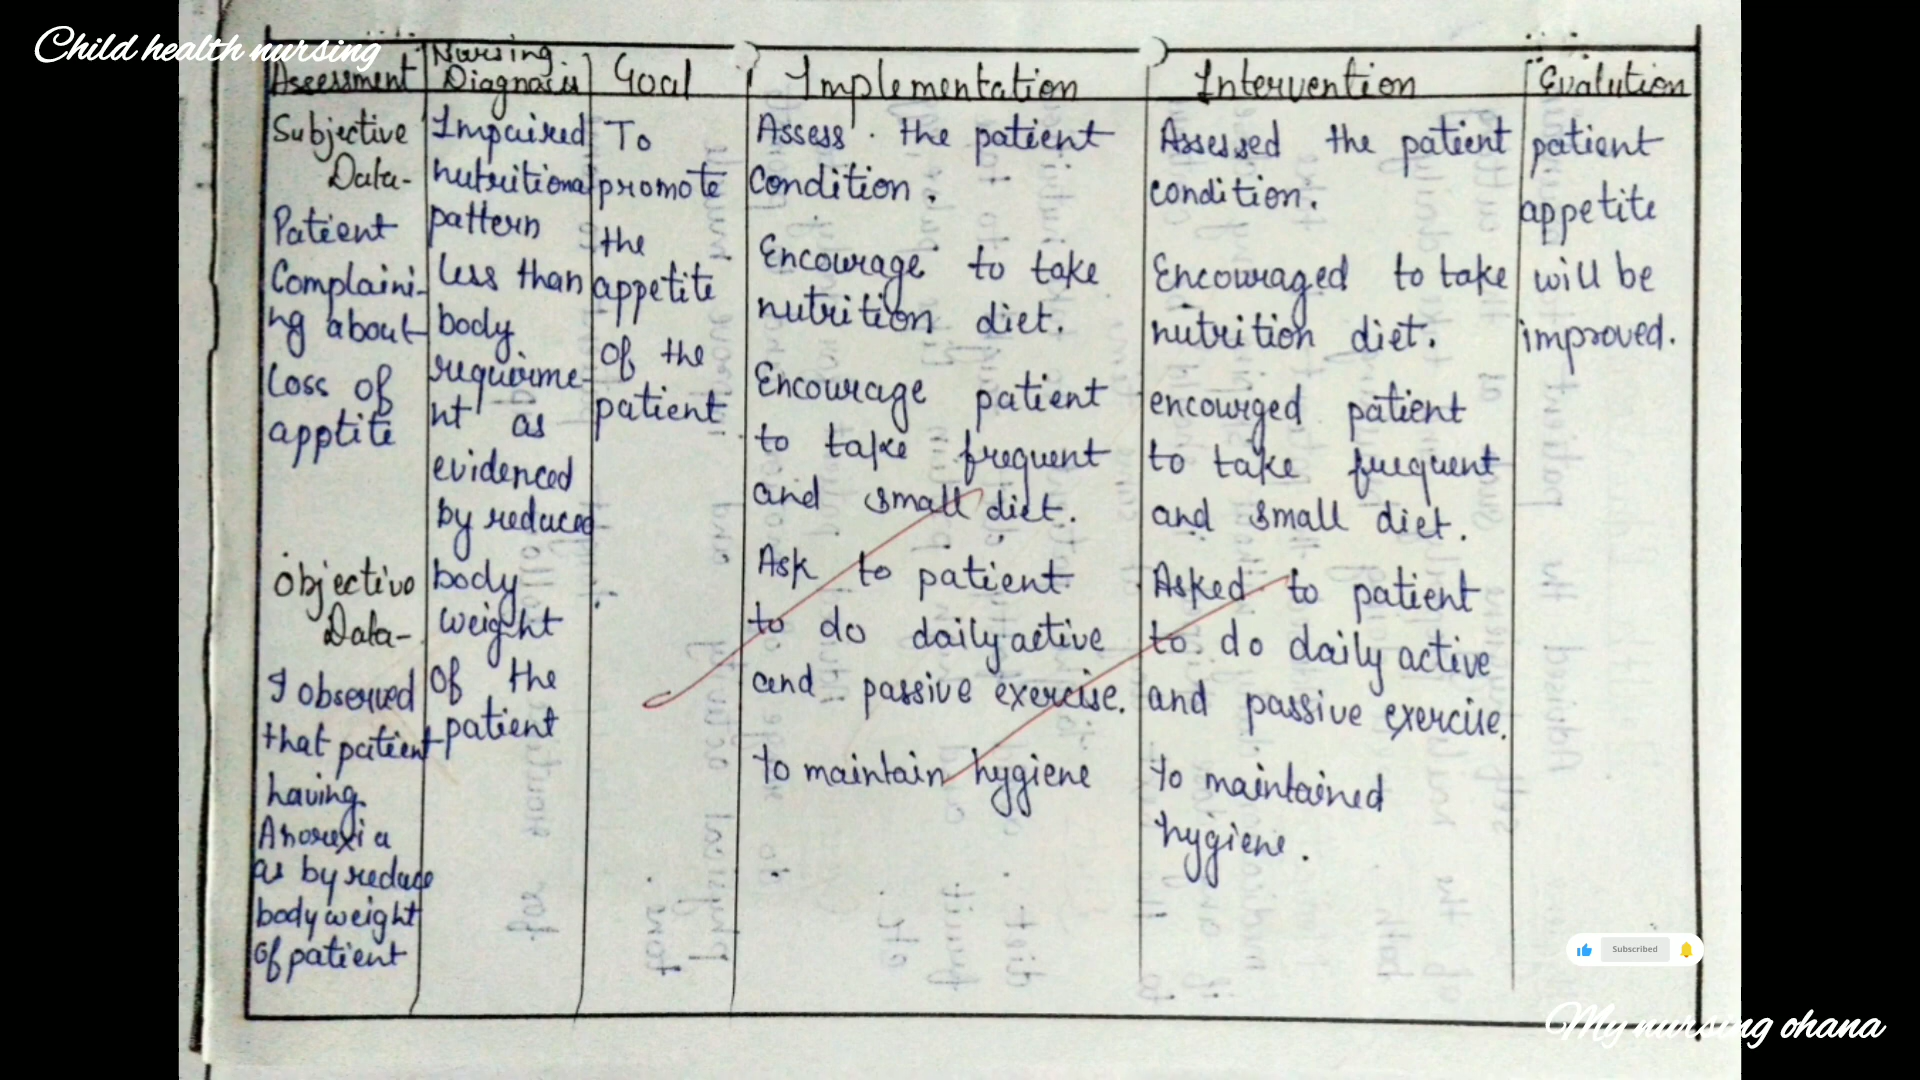 Child health nursing
Assessment
Subjective
Data-
Patient
Complaini-
ng about
Loss of
apptite
objective
Data-
I observed
that patient
having
Anorexia
as by reduce
body weight
of patient
Nursing
Diagnosis
Impaired
nutritional
pattern
less than
body
requirme-
nt as
evidenced
by reduced
body
weight
of the
patient
Goal
To
promote
the
appetite
of the
patient
Implementation
Assess the patient
condition.
Encourage to take
nutrition diet.
Encourage patient
to take frequent
and small diet.
Ask to patient
to do daily active
and passive exercise.
to maintain hygiene
Intervention
Assessed the patient
condition.
Encouraged to take
nutrition diet.
encourged patient
to take frequent
and small diet.
Asked to patient
to do daily active
and passive exercise.
to maintained
hygiene.
Evalution
patient
appetite
will be
improved.
Subscribed
My nursing ohana